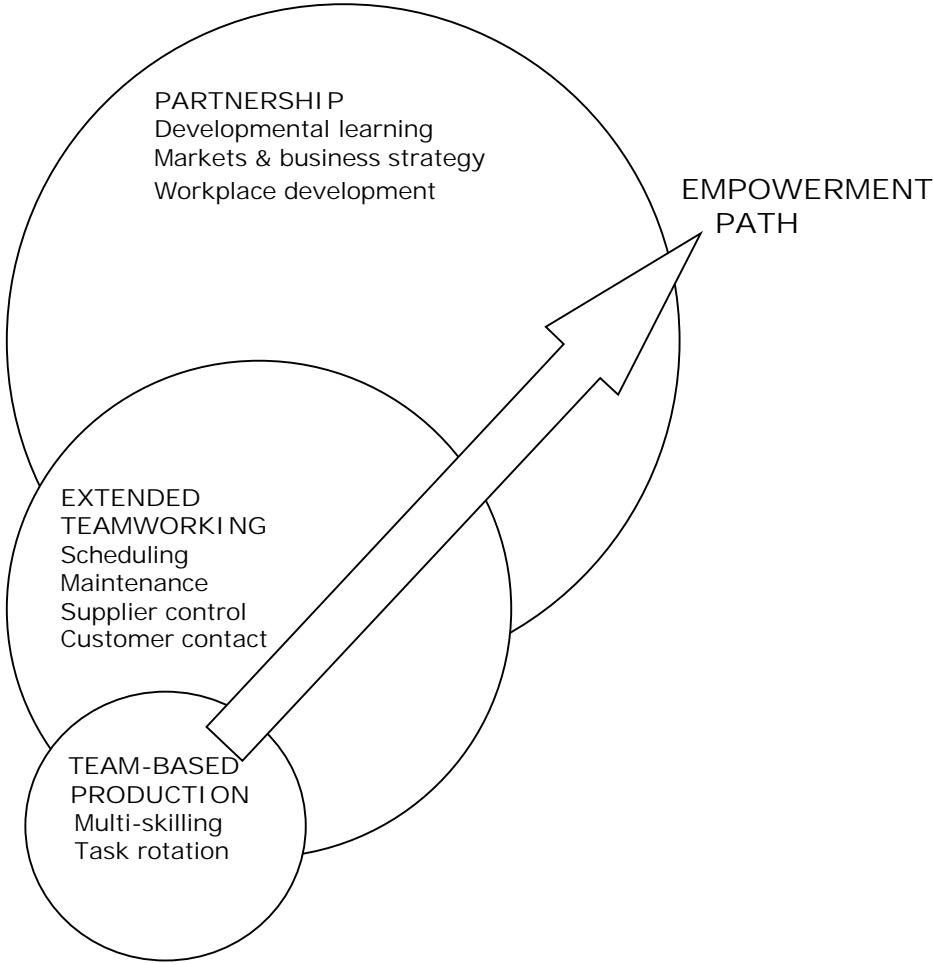 PARTNERSHIP
Developmental learning
Markets & business strategy
Workplace development
EMPOWERMENT
PATH
EXTENDED
TEAMWORKING
Scheduling
Maintenance
Supplier control
Customer contact
TEAM-BASED
PRODUCTION
Multi-skilling
Task rotation